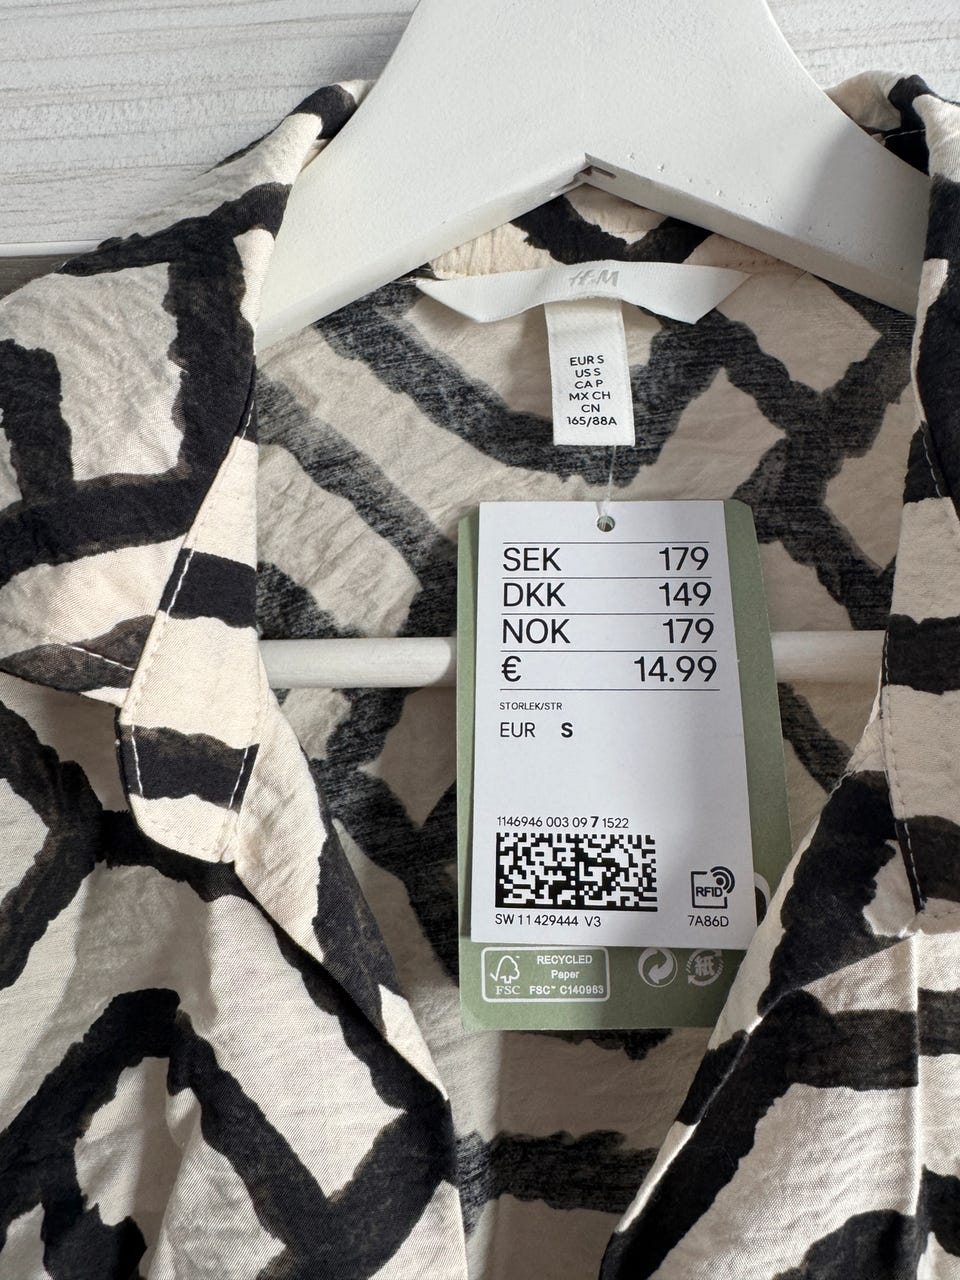 H&M
EUR S
US S
CA P
MX CH
CN
165/88A
SEK 179
DKK 149
NOK 179
€ 14.99
STORLEK/STR
EUR S
1146946 003 09 7 1522
RFID
SW 11 429444 V3 7A86D
RECYCLED
Paper
FSC FSC™ C140963
紙